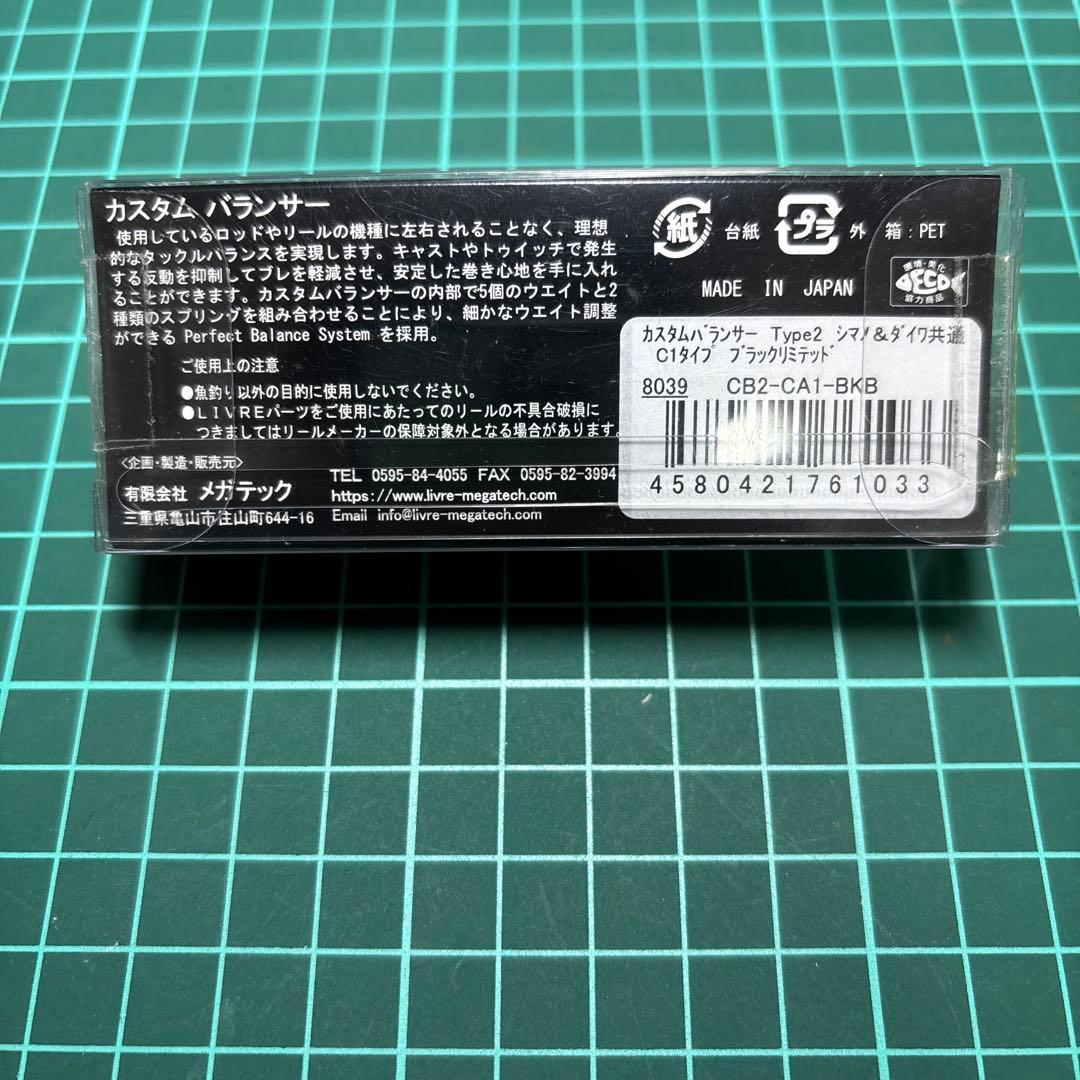 カスタム バランサー
使用しているロッドやリールの機種に左右されることなく、理想
的なタックルバランスを実現します。キャストやトゥイッチで発生
する反動を抑制してブレを軽減させ、安定した巻き心地を手に入れ
ることができます。カスタムバランサーの内部で5個のウエイトと2
種類のスプリングを組み合わせることにより、細かなウエイト調整
ができる Perfect Balance System を採用。
ご使用上の注意
●魚釣り以外の目的に使用しないでください。
●LIVREパーツをご使用にあたってのリールの不具合破損に
つきましてはリールメーカーの保障対象外となる場合があります。
<企画・製造・販売元>
有限会社 メガテック
三重県亀山市住山町644-16
TEL 0595-84-4055 FAX 0595-82-3994
https://www.livre-megatech.com
Email info@livre-megatech.com
紙 台紙 プラ 外 箱:PET
MADE IN JAPAN
環境・美化
ECO
協力商品
カスタムバランサー Type2 シマノ&ダイワ共通
C1タイプ ブラックリミテッド
8039 CB2-CA1-BKB
4580421761033